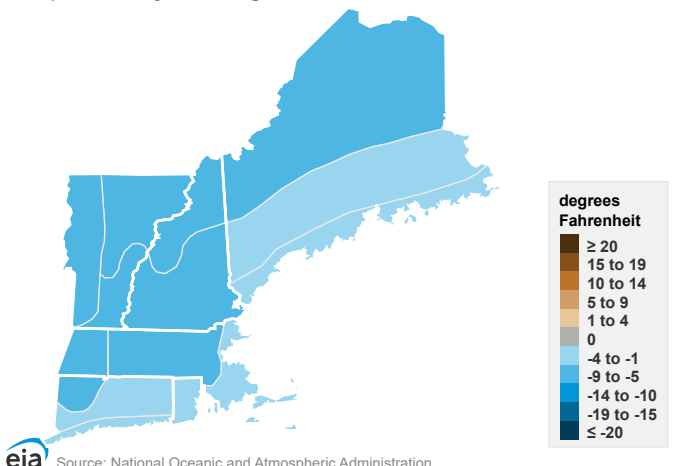 degrees
Fahrenheit
≥ 20
15 to 19
10 to 14
5 to 9
1 to 4
0
-4 to -1
-9 to -5
-14 to -10
-19 to -15
≤ -20
eia
Source: National Oceanic and Atmospheric Administration